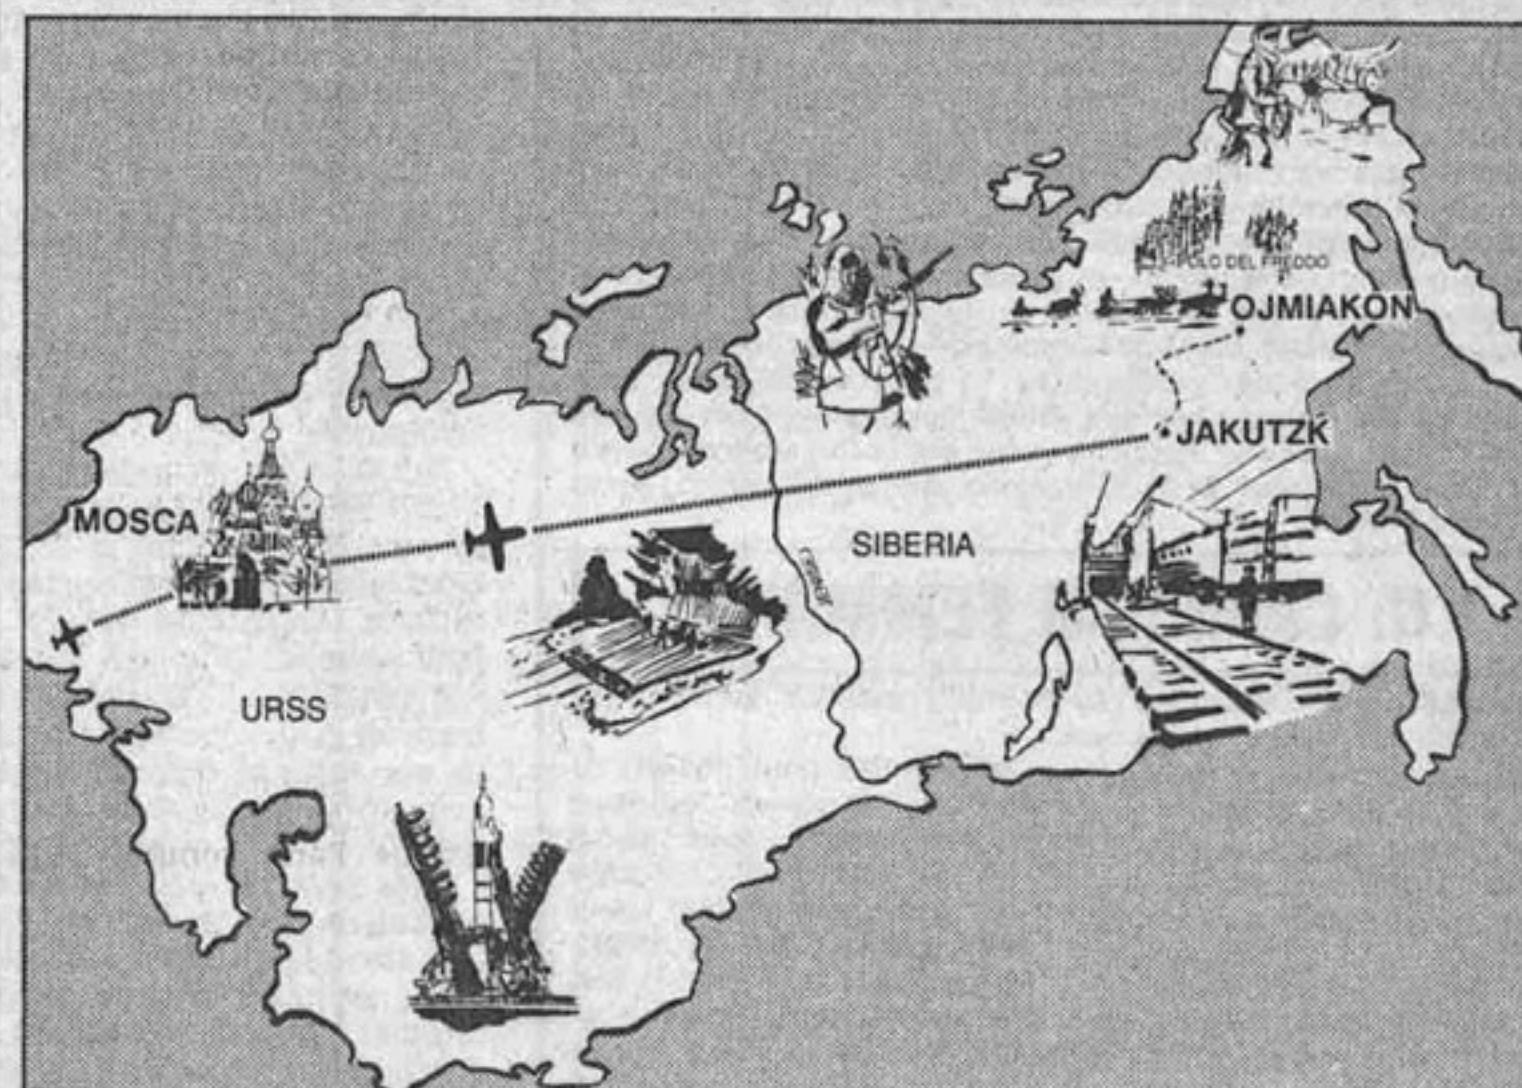 POLO DEL FREDDO
OJMIAKON
JAKUTZK
MOSCA
SIBERIA
URSS